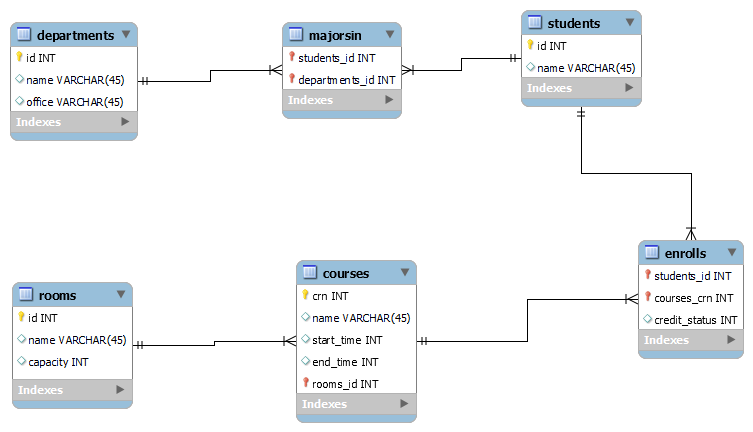 departments
id INT
name VARCHAR(45)
office VARCHAR(45)
Indexes
majorsin
students_id INT
departments_id INT
Indexes
students
id INT
name VARCHAR(45)
Indexes
rooms
id INT
name VARCHAR(45)
capacity INT
Indexes
courses
crn INT
name VARCHAR(45)
start_time INT
end_time INT
rooms_id INT
Indexes
enrolls
students_id INT
courses_crn INT
credit_status INT
Indexes